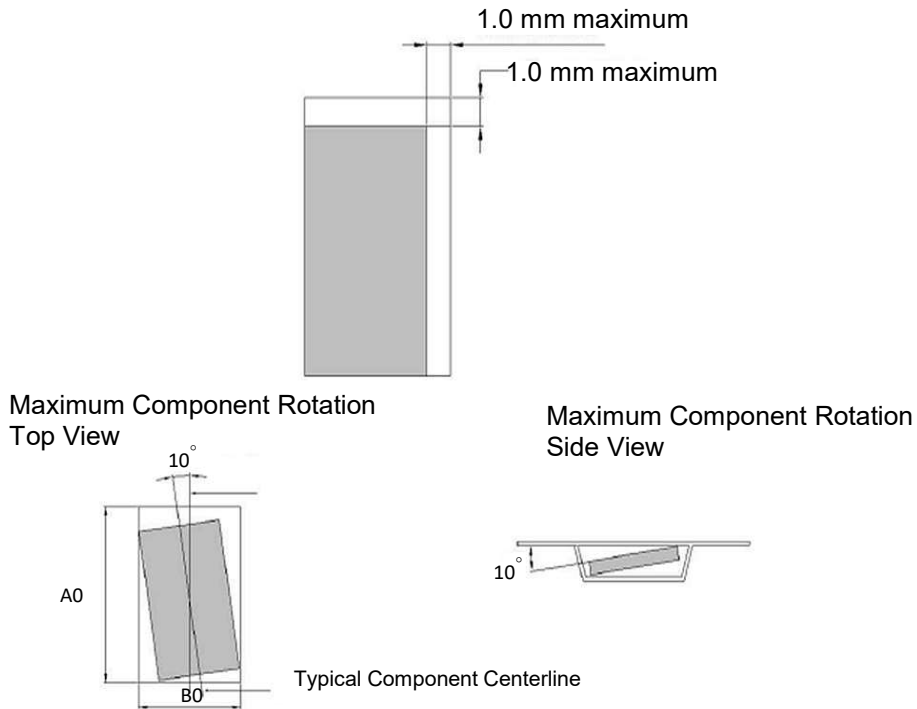 1.0 mm maximum
1.0 mm maximum
Maximum Component Rotation
Top View
10°
A0
B0
Typical Component Centerline
Maximum Component Rotation
Side View
10°